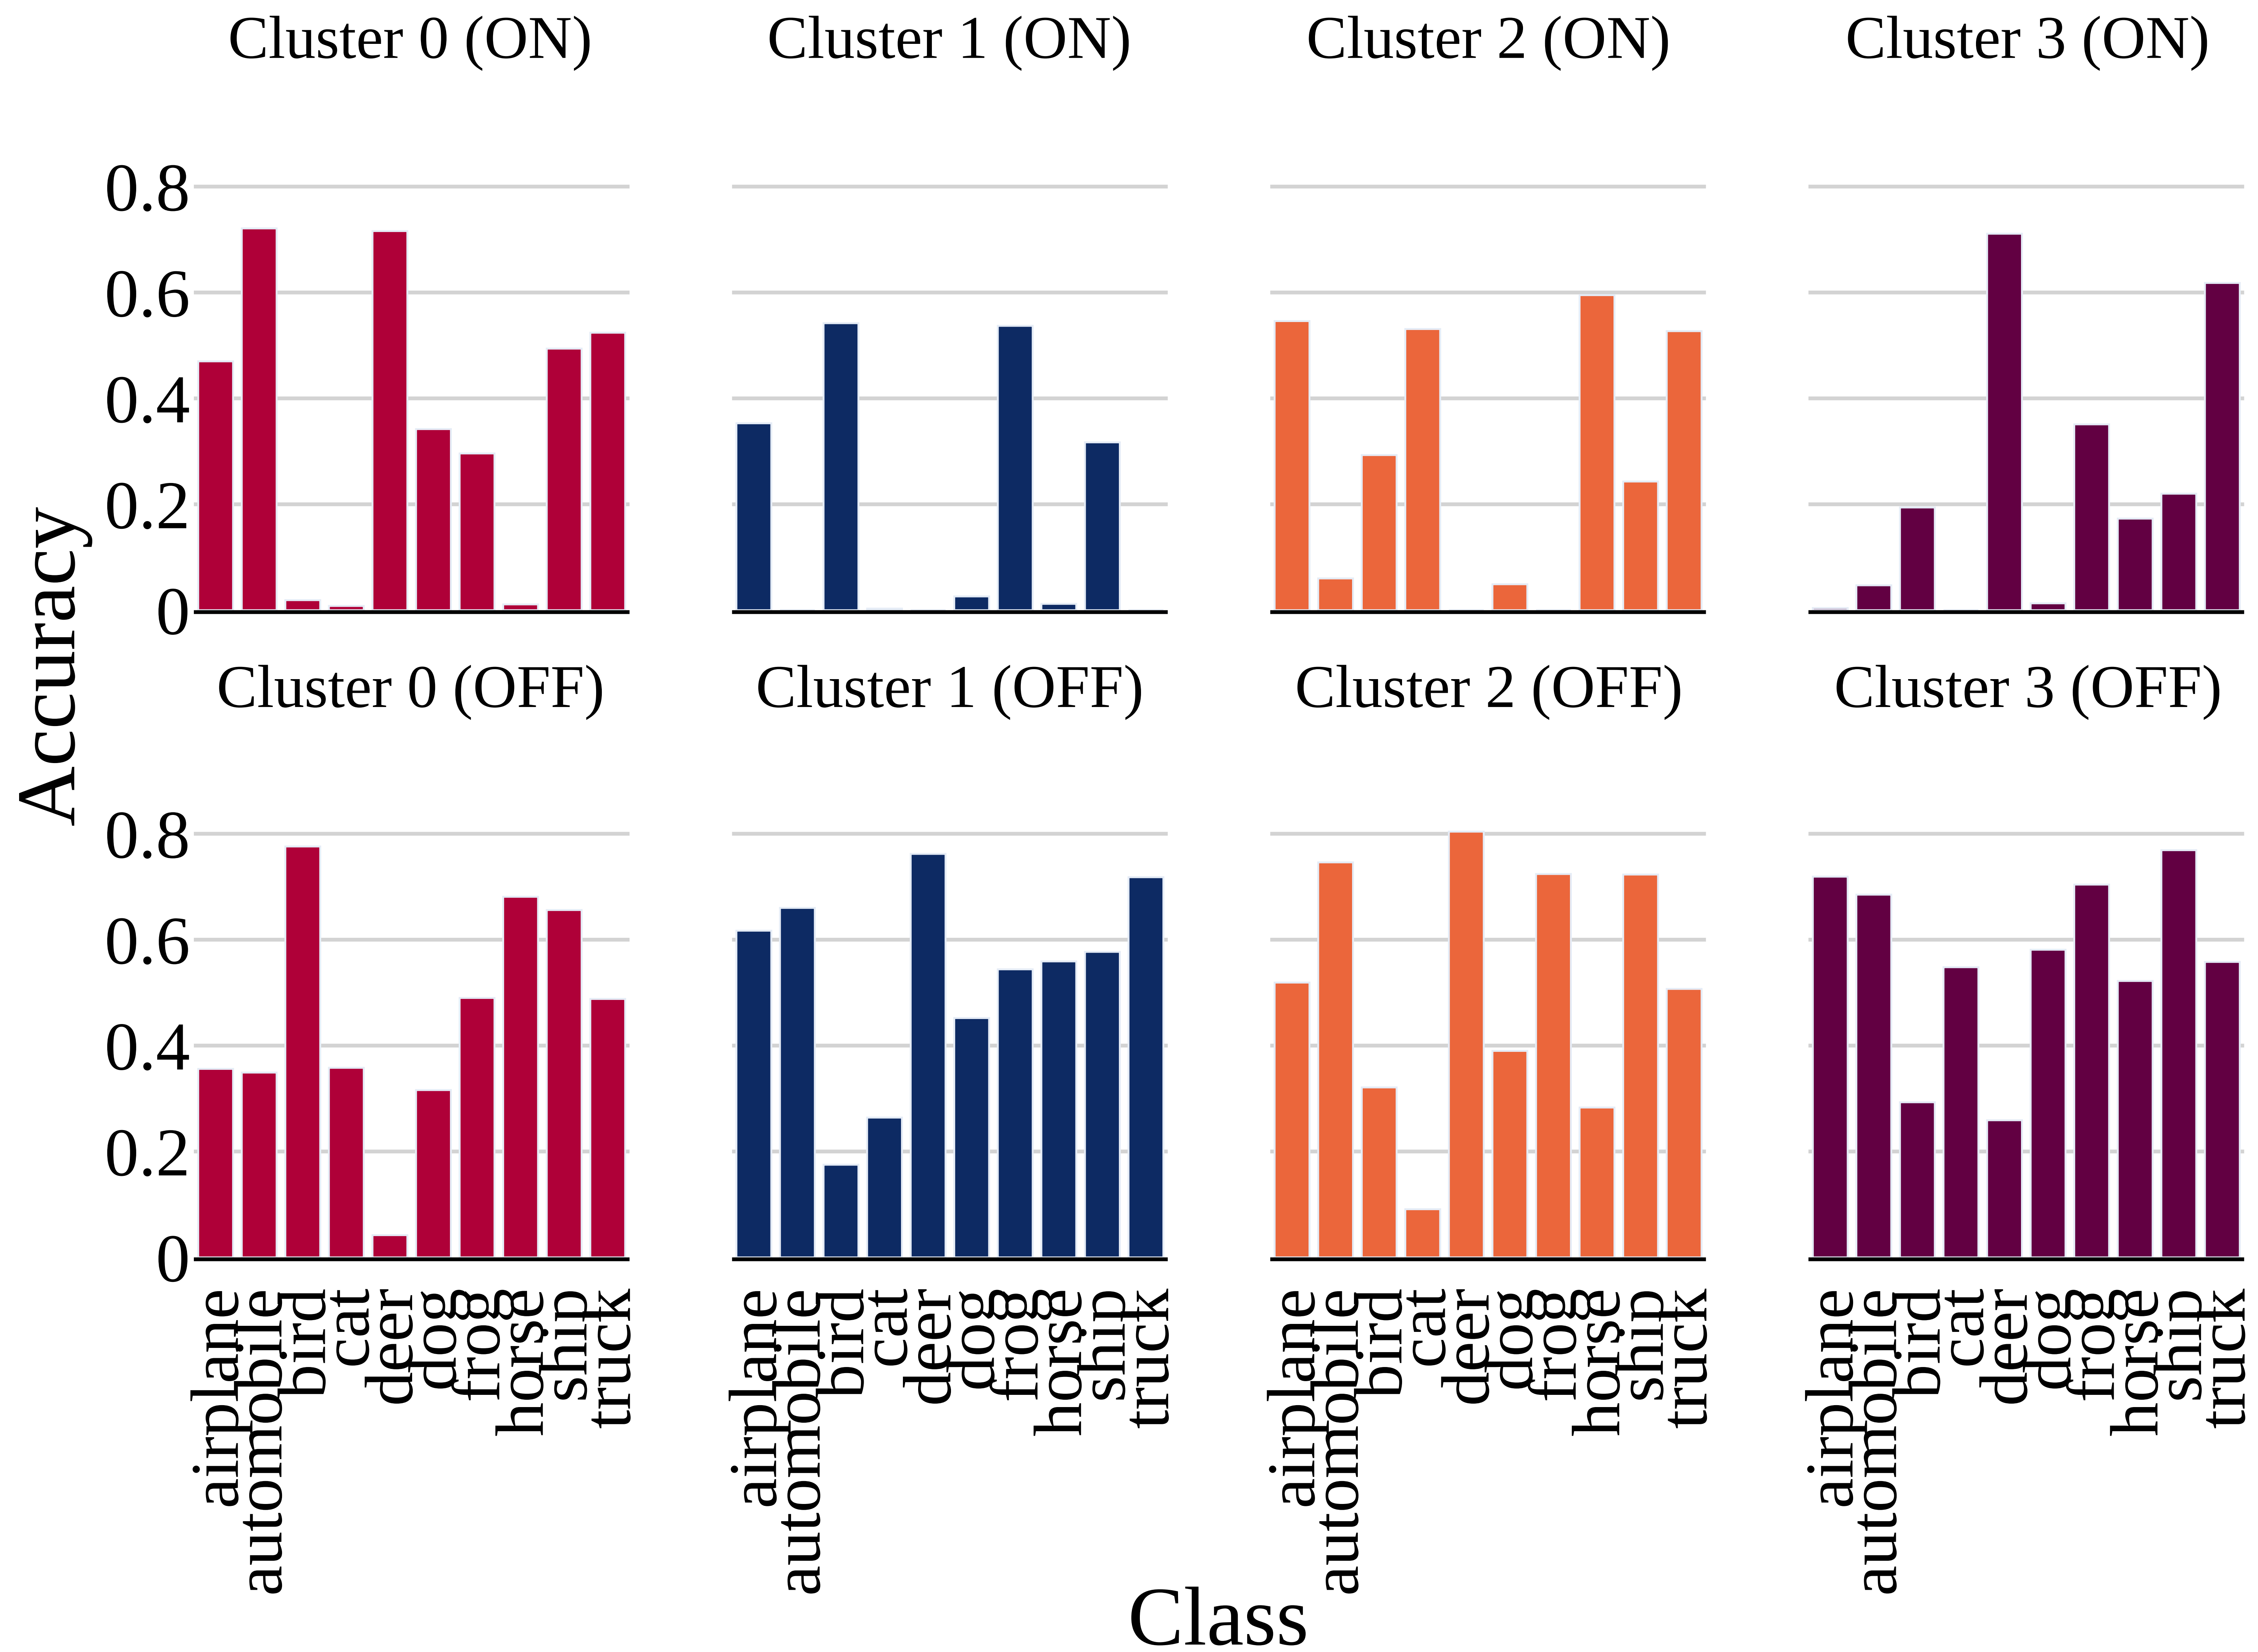 Cluster 0 (ON) Cluster 1 (ON) Cluster 2 (ON) Cluster 3 (ON)
0.8
0.6
0.4
0.2
0
Accuracy
Cluster 0 (OFF) Cluster 1 (OFF) Cluster 2 (OFF) Cluster 3 (OFF)
0.8
0.6
0.4
0.2
0
airplane
automobile
bird
cat
deer
dog
frog
horse
ship
truck
airplane
automobile
bird
cat
deer
dog
frog
horse
ship
truck
airplane
automobile
bird
cat
deer
dog
frog
horse
ship
truck
airplane
automobile
bird
cat
deer
dog
frog
horse
ship
truck
Class